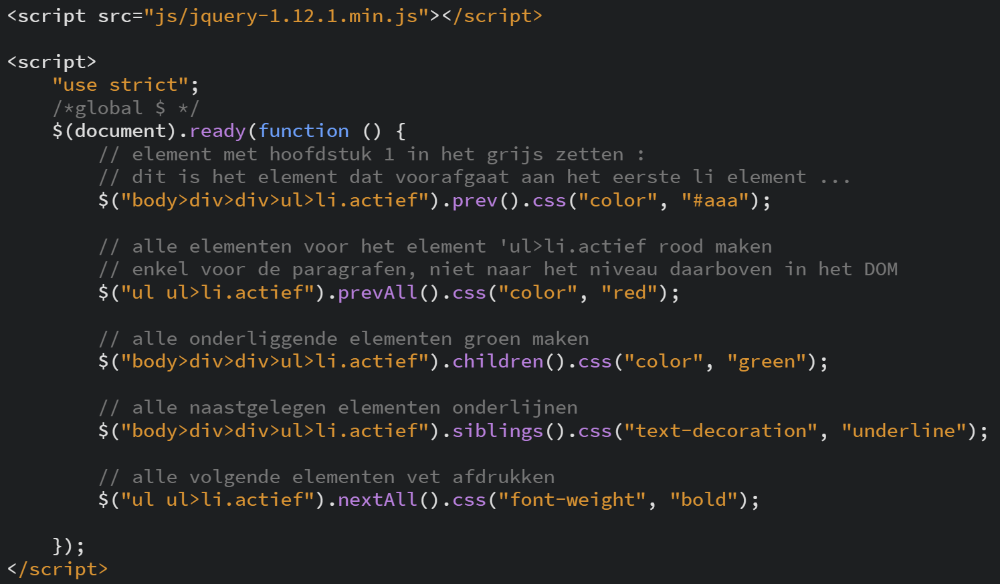 <script src="js/jquery-1.12.1.min.js"></script>
<script>
"use strict";
/*global $ */
$(document).ready(function () {
// element met hoofdstuk 1 in het grijs zetten :
// dit is het element dat voorafgaat aan het eerste li element ...
$("body>div>div>ul>li.actief").prev().css("color", "#aaa");
// alle elementen voor het element 'ul>li.actief rood maken
// enkel voor de paragrafen, niet naar het niveau daarboven in het DOM
$("ul ul>li.actief").prevAll().css("color", "red");
// alle onderliggende elementen groen maken
$("body>div>div>ul>li.actief").children().css("color", "green");
// alle naastgelegen elementen onderlijnen
$("body>div>div>ul>li.actief").siblings().css("text-decoration", "underline");
// alle volgende elementen vet afdrukken
$("ul ul>li.actief").nextAll().css("font-weight", "bold");
});
</script>